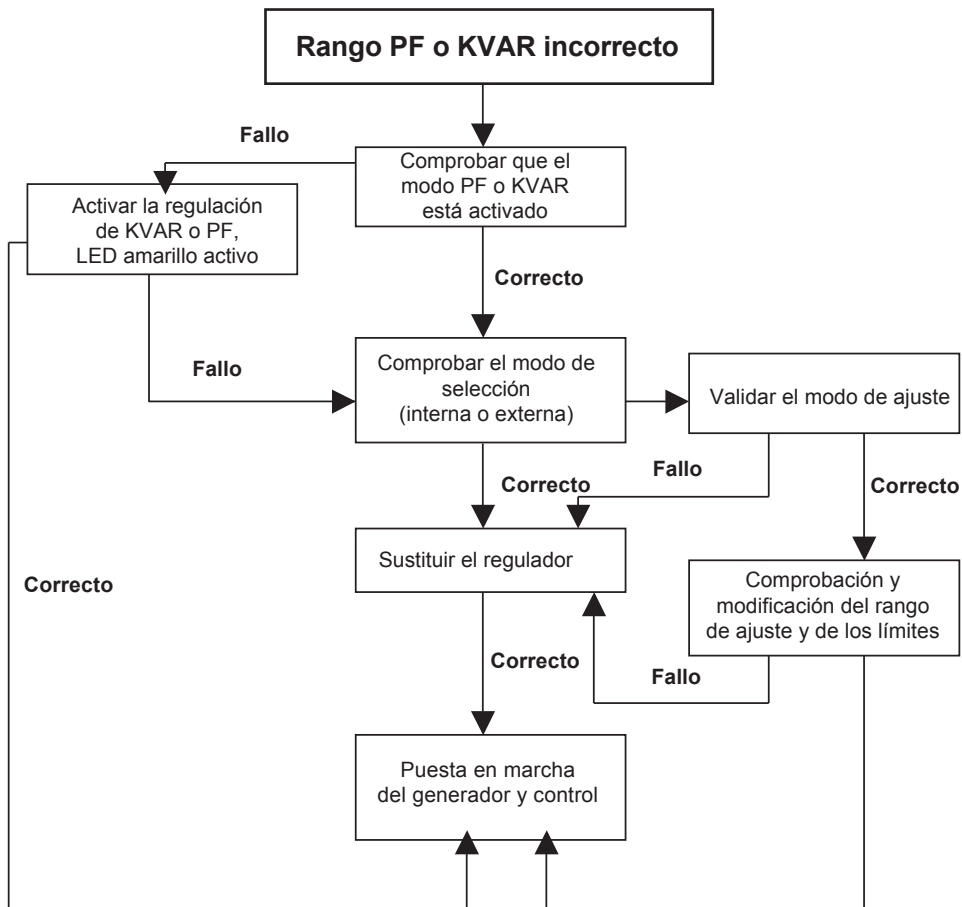 Rango PF o KVAR incorrecto
Fallo
Comprobar que el
modo PF o KVAR
está activado
Activar la regulación
de KVAR o PF,
LED amarillo activo
Correcto
Fallo
Comprobar el modo de
selección
(interna o externa)
Validar el modo de ajuste
Fallo
Correcto
Correcto
Sustituir el regulador
Correcto
Comprobación y
modificación del rango
de ajuste y de los límites
Correcto
Fallo
Puesta en marcha
del generador y control